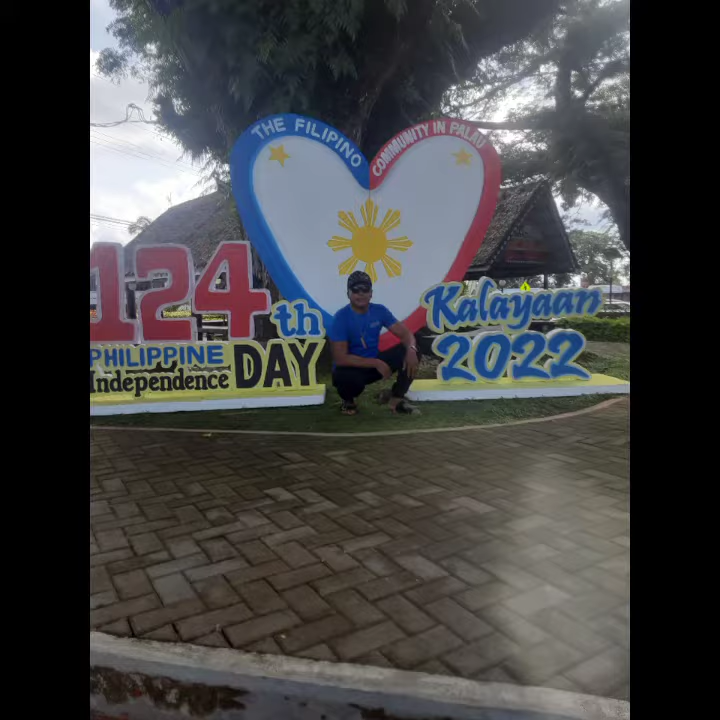 THE FILIPINO
COMMUNITY IN PALAU
124th
PHILIPPINE
Independence DAY
Kalayaan
2022